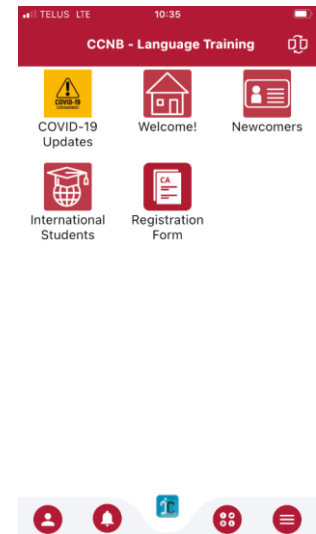 TELUS LTE 10:35
CCNB - Language Training
COVID-19
COVID-19 Welcome! Newcomers
Updates
CA
International Registration
Students Form